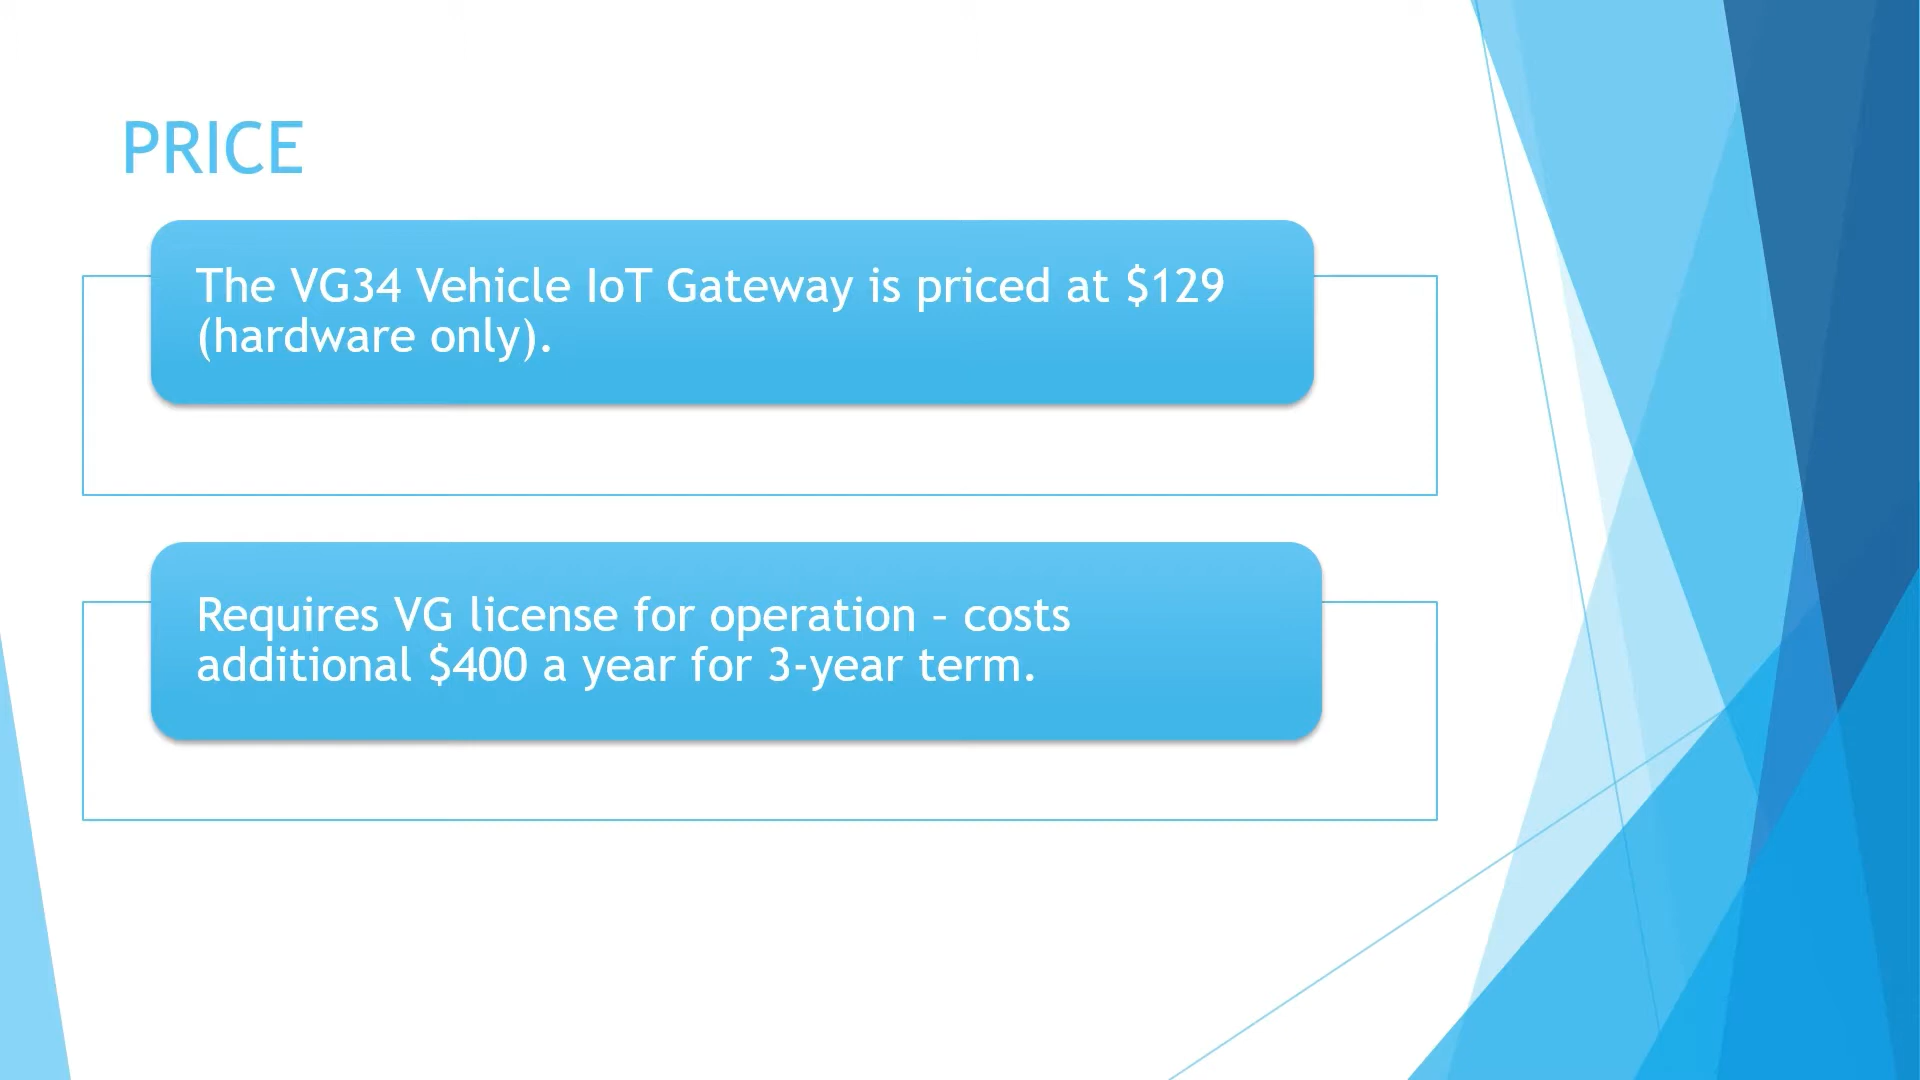 PRICE
The VG34 Vehicle IoT Gateway is priced at $129
(hardware only).
Requires VG license for operation – costs
additional $400 a year for 3-year term.